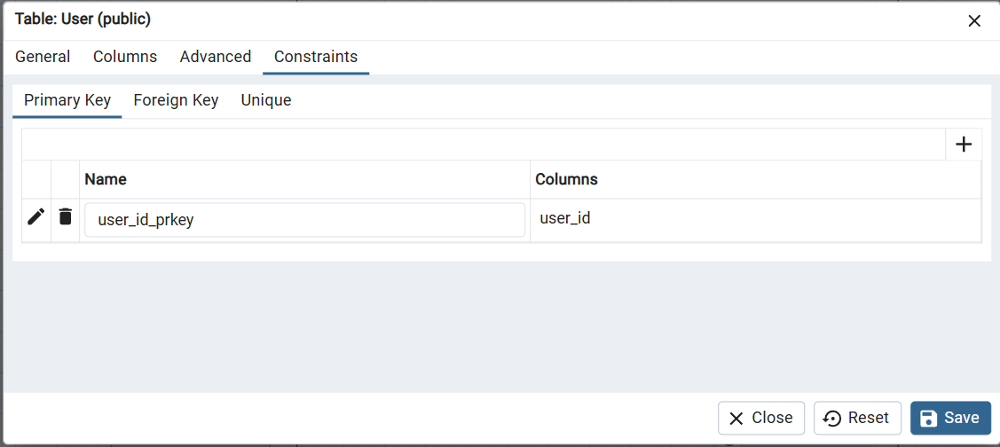 Table: User (public)
General Columns Advanced Constraints
Primary Key Foreign Key Unique
Name Columns
user_id_prkey user_id
Close Reset Save